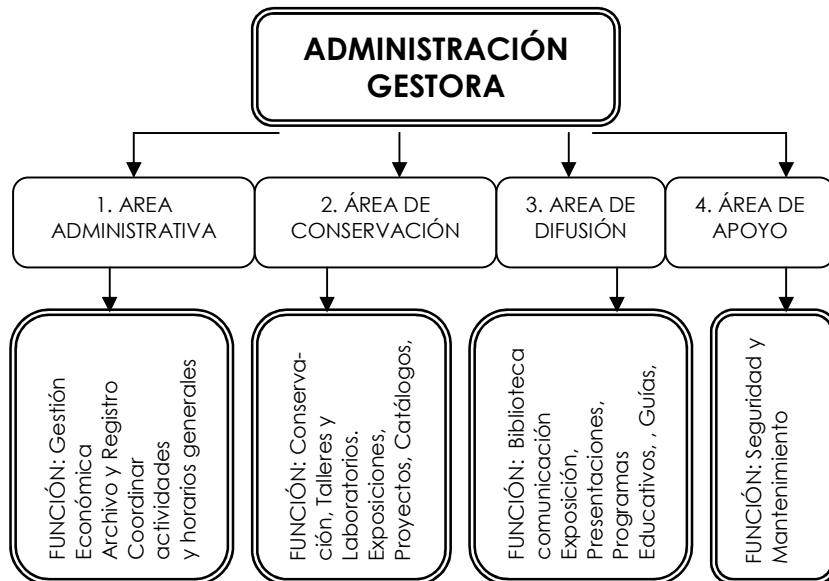 ADMINISTRACIÓN
GESTORA
1. AREA
ADMINISTRATIVA
2. ÁREA DE
CONSERVACIÓN
3. AREA DE
DIFUSIÓN
4. ÁREA DE
APOYO
FUNCIÓN: Gestión
Económica
Archivo y Registro
Coordinar
actividades
y horarios generales
FUNCIÓN: Conserva-
ción, Talleres y
Laboratorios.
Exposiciones,
Proyectos, Catálogos,
FUNCIÓN: Biblioteca
comunicación
Exposición,
Presentaciones,
Programas
Educativos, , Guías,
FUNCIÓN: Seguridad y
Mantenimiento